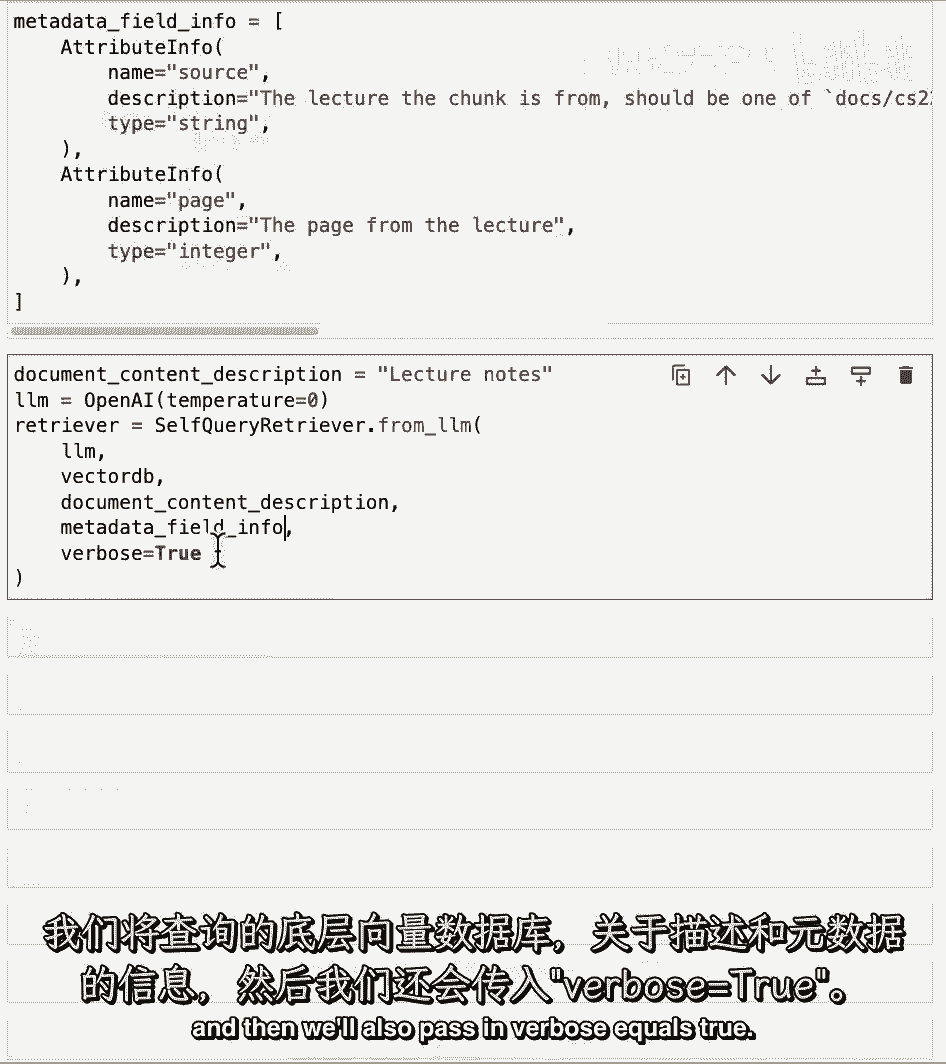 metadata_field_info = [
    AttributeInfo(
        name="source",
        description="The lecture the chunk is from, should be one of `docs/cs22
        type="string",
    ),
    AttributeInfo(
        name="page",
        description="The page from the lecture",
        type="integer",
    ),
]
document_content_description = "Lecture notes"
llm = OpenAI(temperature=0)
retriever = SelfQueryRetriever.from_llm(
    llm,
    vectordb,
    document_content_description,
    metadata_field_info,
    verbose=True
)
我们将查询的底层向量数据库，关于描述和元数据
的信息，然后我们还会传入"verbose=True"。
and then we'll also pass in verbose equals true.